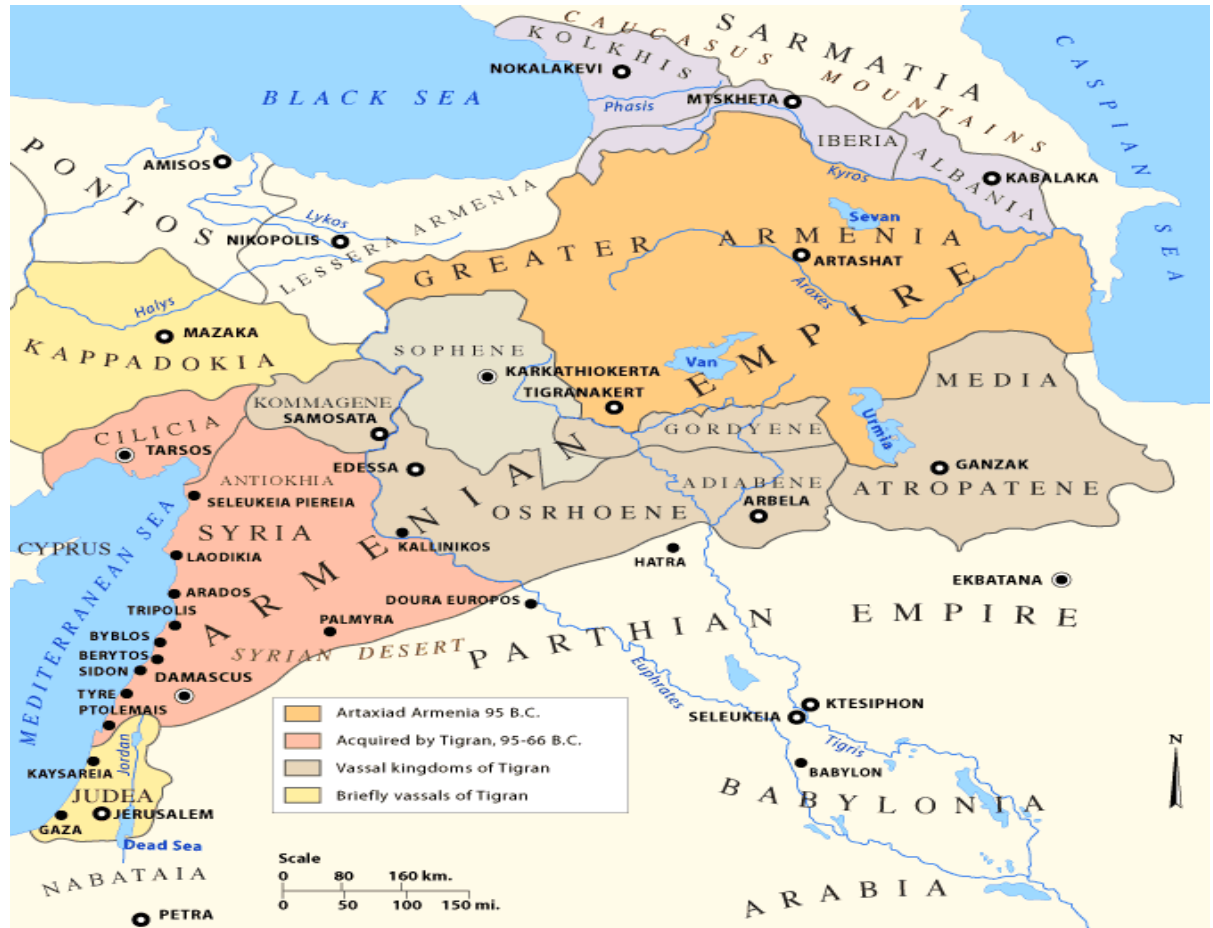 SARMATIA
CAUCASUS MOUNTAINS
CASPIAN SEA
KOLKHIS
NOKALAKEVI
BLACK SEA
Phasis
MTSKHETA
IBERIA
ALBANIA
KABALAKA
Kyros
PONTOS
AMISOS
Lykos
NIKOPOLIS
LESSERA ARMENIA
Sevan
GREATER ARMENIA
ARTASHAT
Araxes
Halys
MAZAKA
KAPPADOKIA
SOPHENE
KARKATHIOKERTA
TIGRANAKERT
Van
ARMENIAN EMPIRE
MEDIA
ATROPATENE
Urmia
GANZAK
KOMMAGENE
SAMOSATA
GORDYENE
CILICIA
TARSOS
EDESSA
ADIABENE
ARBELA
ANTIOKHIA
SELEUKEIA PIEREIA
OSRHOENE
SYRIA
KALLINIKOS
HATRA
CYPRUS
MEDITERRANEAN SEA
LAODIKIA
EKBATANA
ARADOS
TRIPOLIS
DOURA EUROPOS
PALMYRA
PARTHIAN EMPIRE
BYBLOS
BERYTOS
SIDON
SYRIAN DESERT
DAMASCUS
Euphrates
TYRE
PTOLEMAIS
KTESIPHON
SELEUKEIA
Tigris
Jordan
KAYSAREIA
BABYLON
BABYLONIA
JUDEA
JERUSALEM
GAZA
Dead Sea
NABATAIA
PETRA
ARABIA
Artaxiad Armenia 95 B.C.
Acquired by Tigran, 95-66 B.C.
Vassal kingdoms of Tigran
Briefly vassals of Tigran
Scale
0 80 160 km.
0 50 100 150 mi.
N